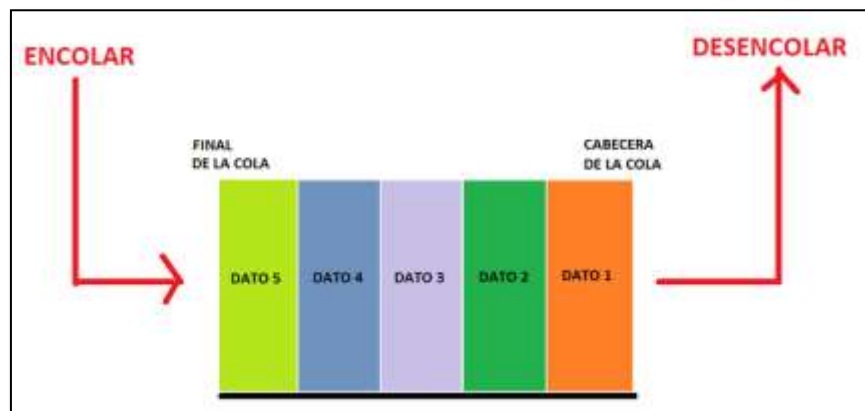 ENCOLAR
DESENCOLAR
FINAL
DE LA COLA
CABECERA
DE LA COLA
DATO 5
DATO 4
DATO 3
DATO 2
DATO 1